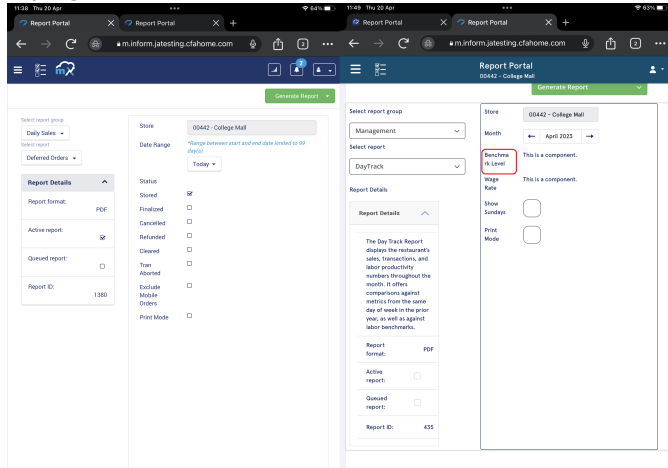 11:38 Thu 20 Apr
64%
Report Portal
Report Portal
m.inform.jatesting.cfahome.com
2
mx
2
Generate Report
Select report group
Daily Sales
Select report
Deferred Orders
Report Details
Report format:
PDF
Active report:
Queued report:
Report ID:
1380
Store
00442 - College Mall
Date Range
*Range between start and end date limited to 99
day(s)
Today
Status
Stored
Finalized
Cancelled
Refunded
Cleared
Tran
Aborted
Exclude
Mobile
Orders
Print Mode
11:49 Thu 20 Apr
63%
Report Portal
Report Portal
m.inform.jatesting.cfahome.com
2
Report Portal
00442 - College Mall
Generate Report
Select report group
Management
Select report
DayTrack
Report Details
Report Details
The Day Track Report
displays the restaurant's
sales, transactions, and
labor productivity
numbers throughout the
month. It offers
comparisons against
metrics from the same
day of week in the prior
year, as well as against
labor benchmarks.
Report
format:
PDF
Active
report:
Queued
report:
Report ID:
435
Store
00442 - College Mall
Month
April 2023
Benchma
rk Level
This is a component.
Wage
Rate
This is a component.
Show
Sundays
Print
Mode